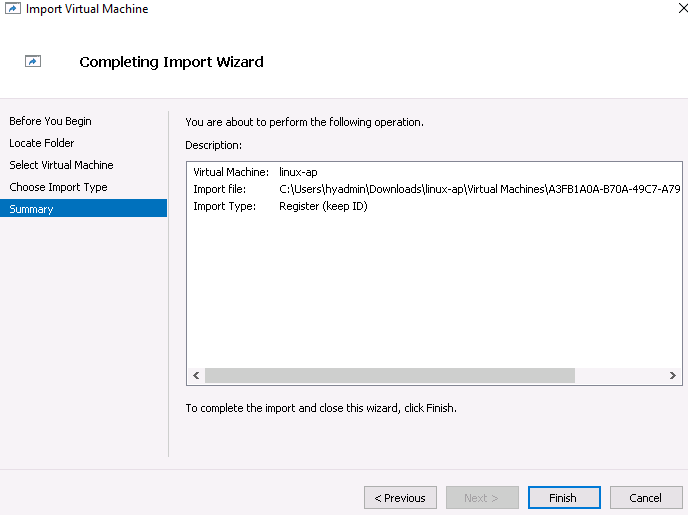 Import Virtual Machine
Completing Import Wizard
Before You Begin
Locate Folder
Select Virtual Machine
Choose Import Type
Summary
You are about to perform the following operation.
Description:
Virtual Machine: linux-ap
Import file: C:\Users\hyadmin\Downloads\linux-ap\Virtual Machines\A3FB1A0A-B70A-49C7-A79
Import Type: Register (keep ID)
To complete the import and close this wizard, click Finish.
< Previous Next > Finish Cancel